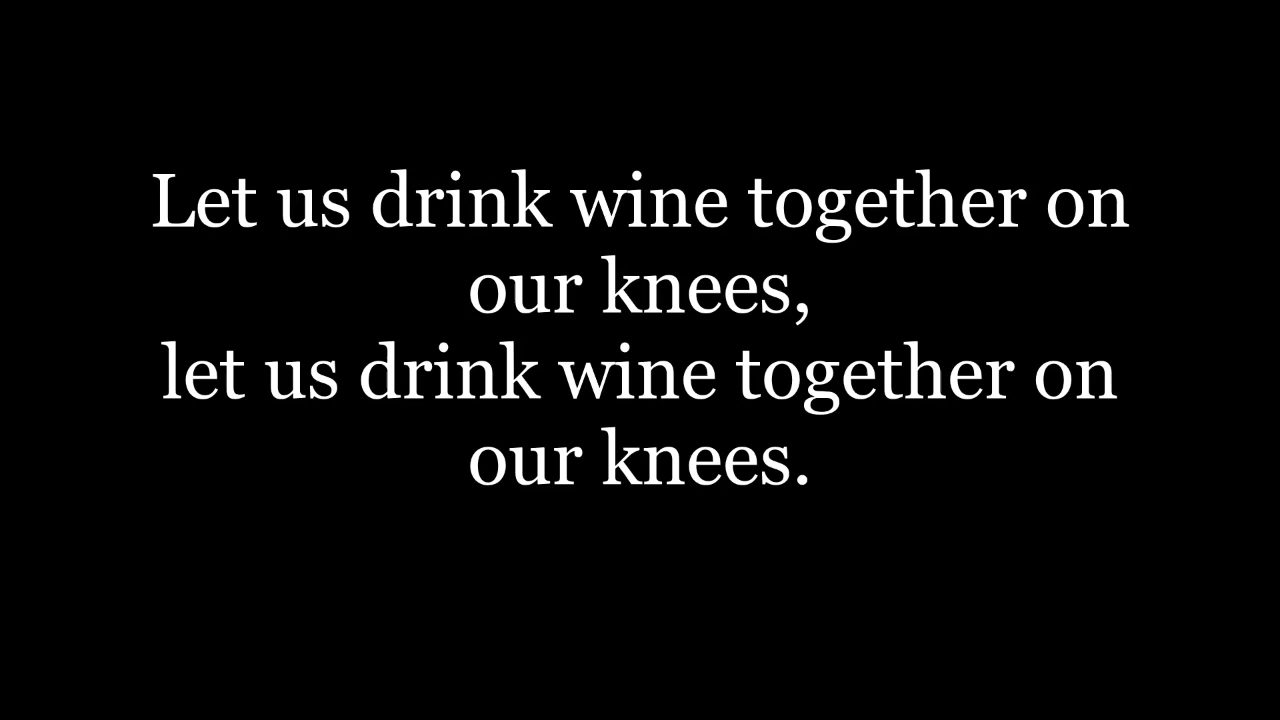 Let us drink wine together on
our knees,
let us drink wine together on
our knees.